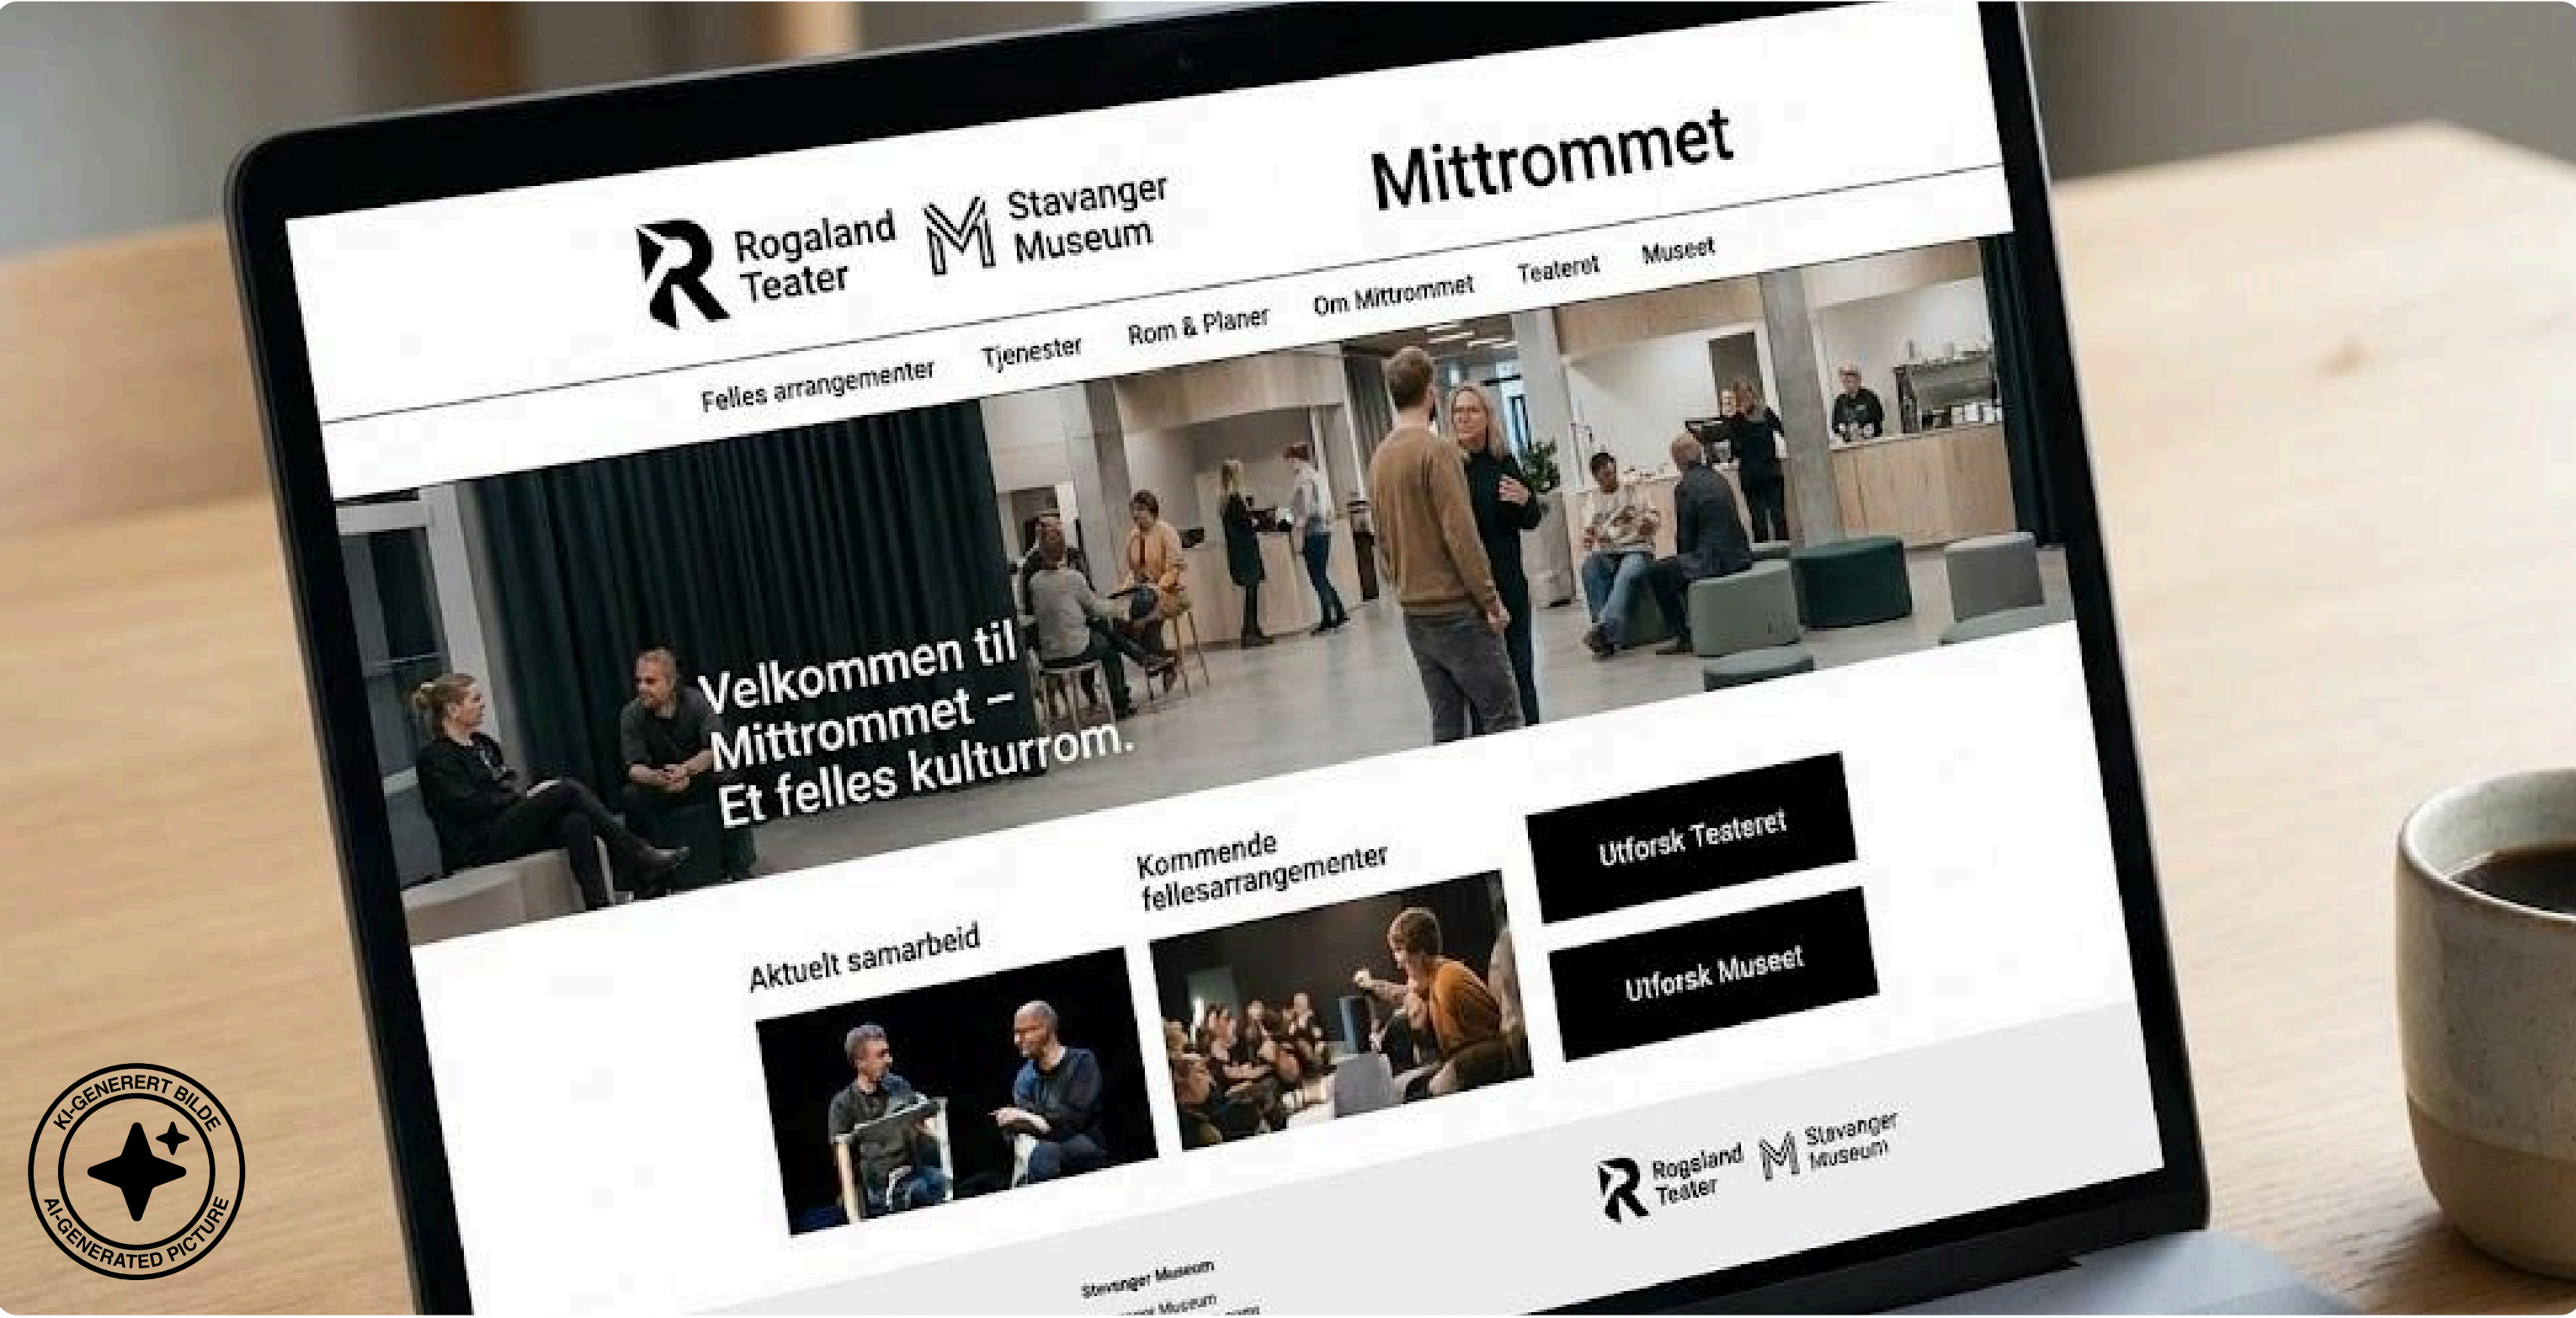 Rogaland
Teater
Stavanger
Museum
Mittrommet
Felles arrangementer
Tjenester
Rom & Planer
Om Mittrommet
Teateret
Museet
Velkommen til
Mittrommet –
Et felles kulturrom.
Aktuelt samarbeid
Kommende
fellesarrangementer
Utforsk Teateret
Utforsk Museet
Rogaland
Teater
Stavanger
Museum
Stavanger Museum
Museum
KI-GENERERT BILDE
AI-GENERATED PICTURE